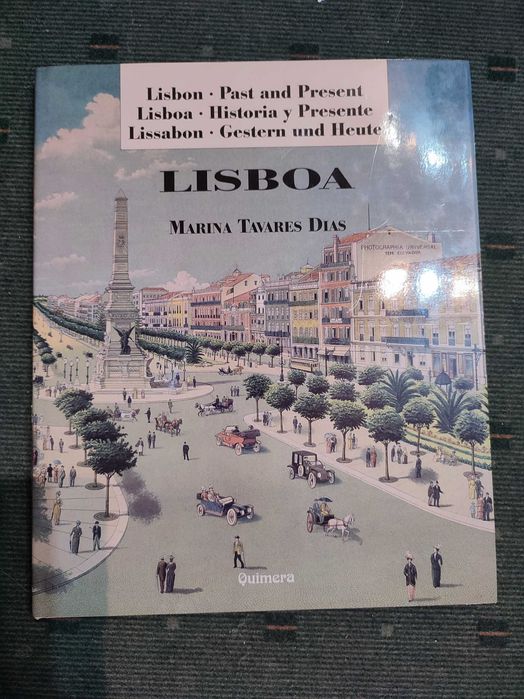 Lisbon · Past and Present
Lisboa · Historia y Presente
Lissabon · Gestern und Heute
LISBOA
MARINA TAVARES DIAS
PHOTOGRAPHIA UNIVERSAL
Quimera